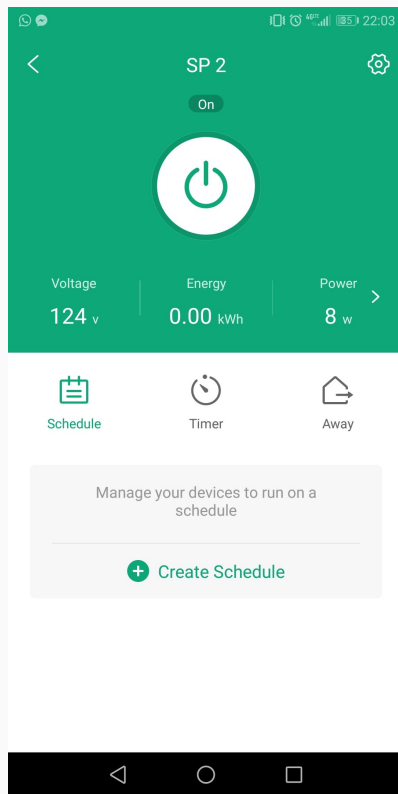 85 22:03
SP 2
On
Voltage Energy Power
124 v 0.00 kWh 8 w
Schedule Timer Away
Manage your devices to run on a
schedule
Create Schedule